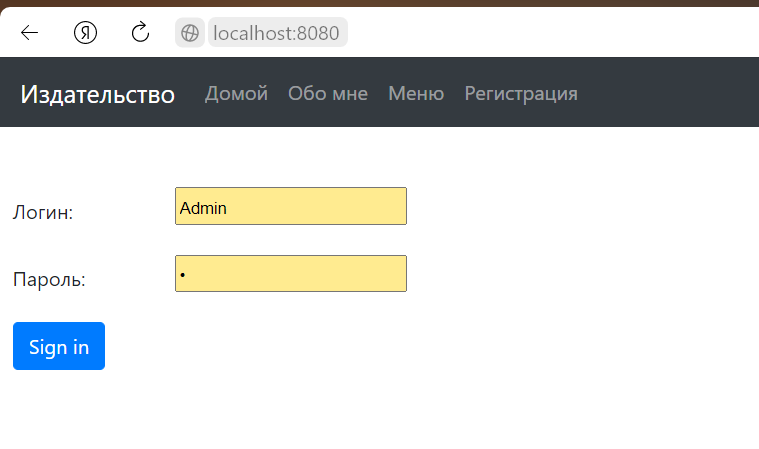 Я localhost:8080
Издательство Домой Обо мне Меню Регистрация
Логин: Admin
Пароль: •
Sign in